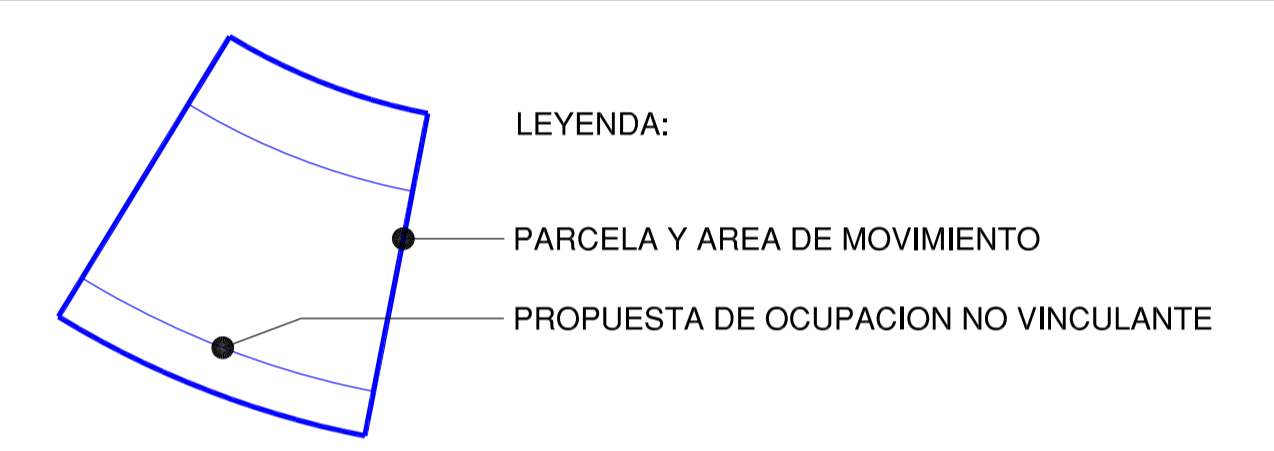 LEYENDA:
PARCELA Y AREA DE MOVIMIENTO
PROPUESTA DE OCUPACION NO VINCULANTE